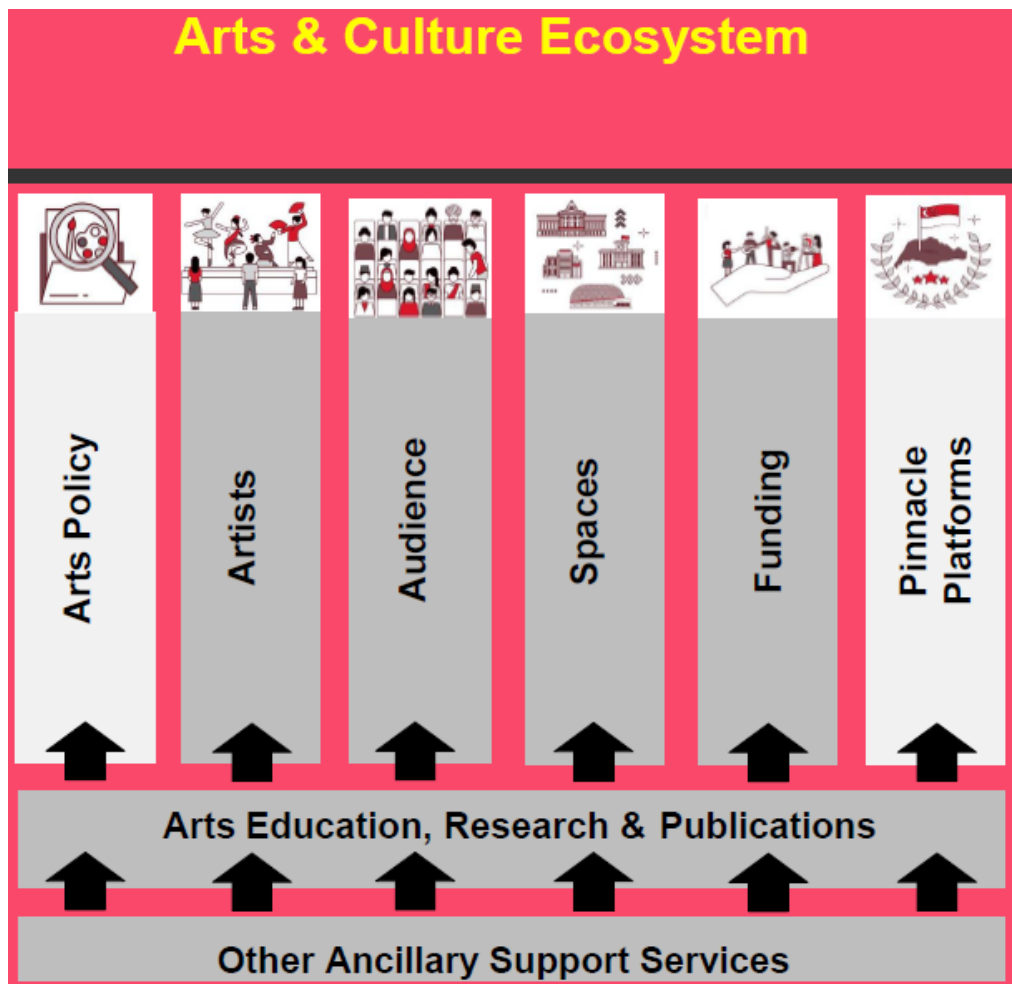 Arts & Culture Ecosystem
Arts Policy
Artists
Audience
Spaces
Funding
Pinnacle
Platforms
Arts Education, Research & Publications
Other Ancillary Support Services